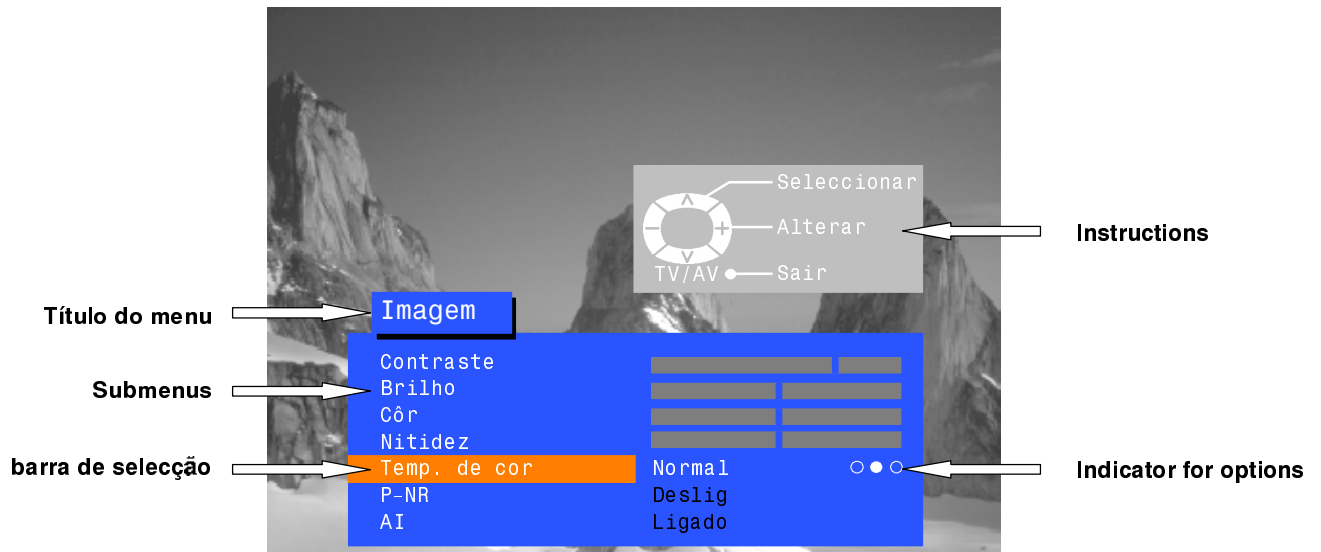 Seleccionar
Alterar
TV/AV Sair
Instructions
Título do menu
Imagem
Submenus
Contraste
Brilho
Côr
Nitidez
barra de selecção
Temp. de cor Normal
Indicator for options
P-NR Deslig
AI Ligado